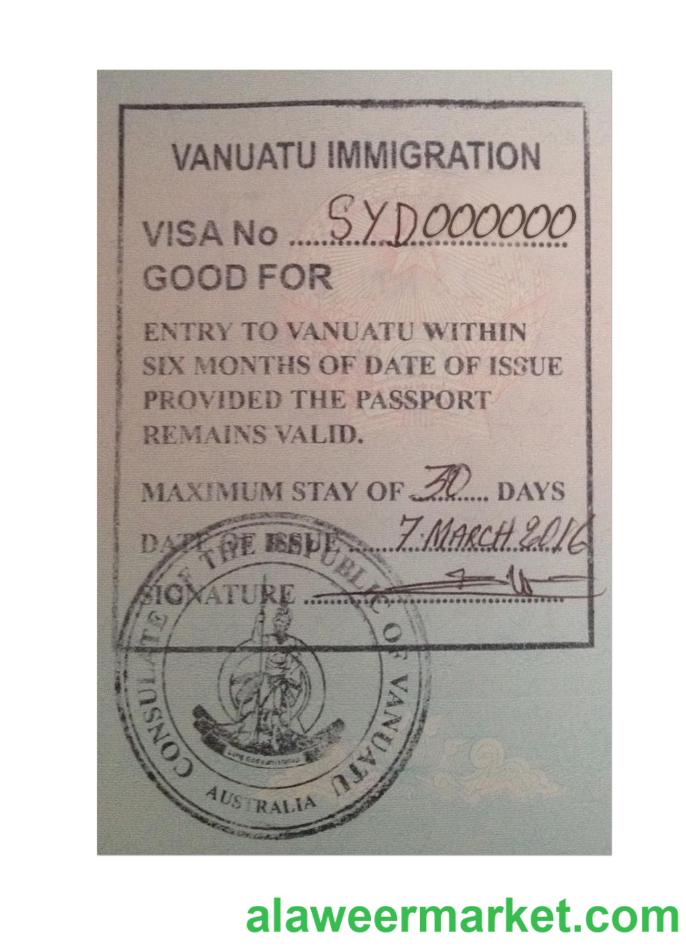 VANUATU IMMIGRATION
VISA No ......SYD000000
GOOD FOR
ENTRY TO VANUATU WITHIN
SIX MONTHS OF DATE OF ISSUE
PROVIDED THE PASSPORT
REMAINS VALID.
MAXIMUM STAY OF 30 DAYS
DATE OF ISSUE 7 MARCH 2016
SIGNATURE
CONSULATE OF THE REPUBLIC OF VANUATU
AUSTRALIA
alaweermarket.com